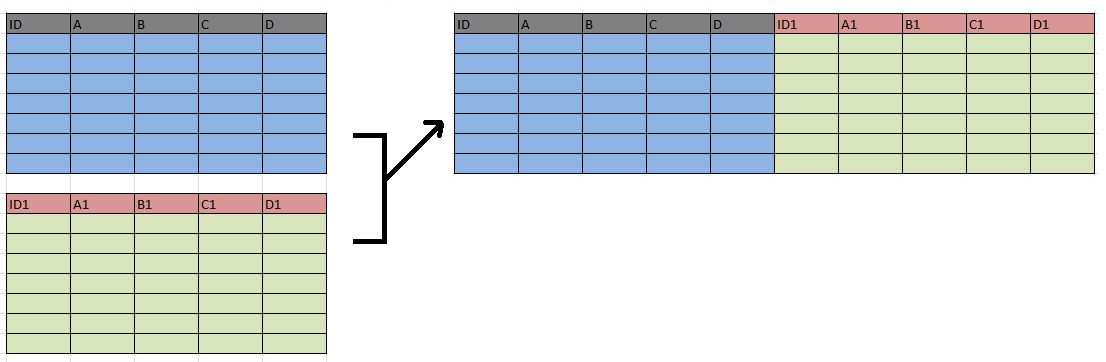 ID A B C D
ID A B C D ID1 A1 B1 C1 D1
ID1 A1 B1 C1 D1